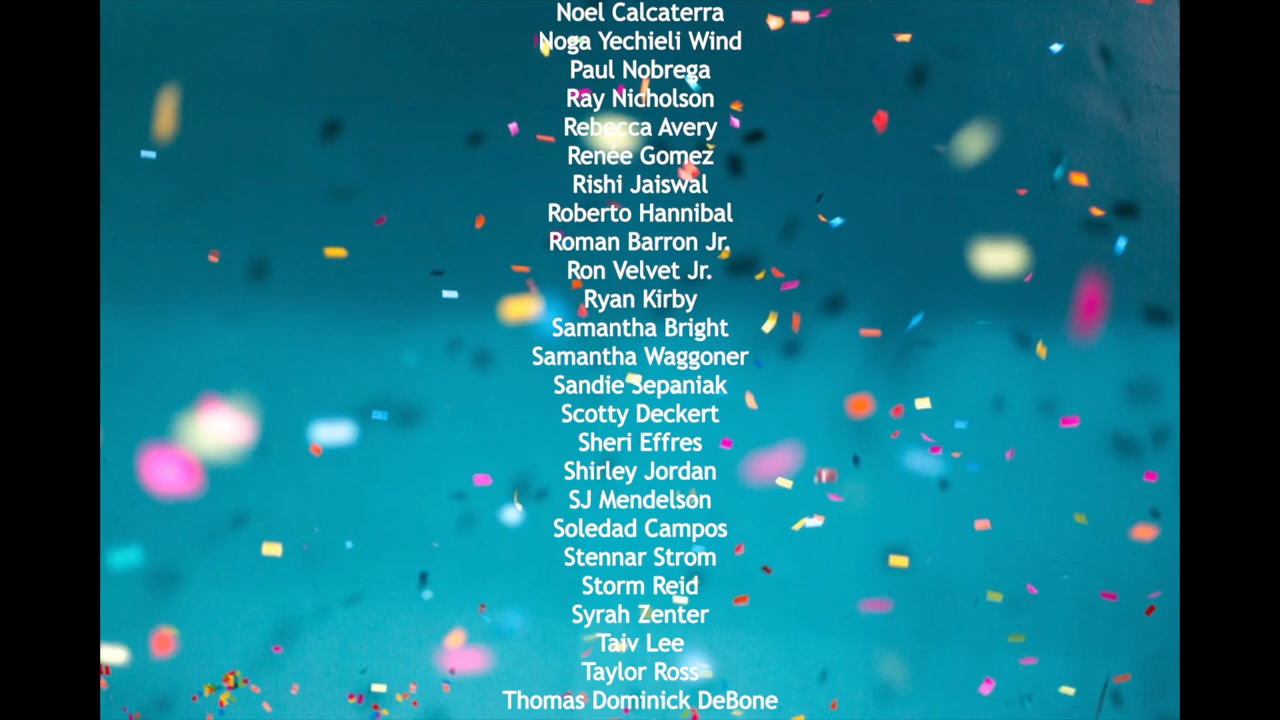 Noel Calcaterra
Noga Yechieli Wind
Paul Nobrega
Ray Nicholson
Rebecca Avery
Renée Gomez
Rishi Jaiswal
Roberto Hannibal
Roman Barron Jr.
Ron Velvet Jr.
Ryan Kirby
Samantha Bright
Samantha Waggoner
Sandie Sepaniak
Scotty Deckert
Sheri Effres
Shirley Jordan
SJ Mendelson
Soledad Campos
Stennar Strom
Storm Reid
Syrah Zenter
Taiv Lee
Taylor Ross
Thomas Dominick DeBone